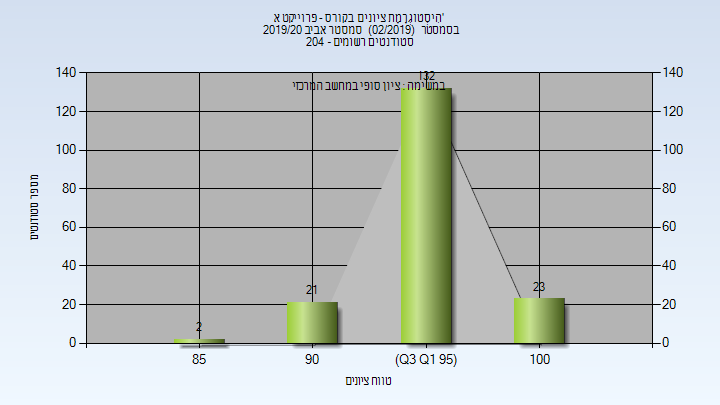 היסטוגרמת ציונים בקורס - פרוייקט א'
בסמסטר (02/2019) סמסטר אביב 2019/20
סטודנטים רשומים - 204
במשימה : ציון סופי במחשב המרכזי
מספר סטודנטים
140 140
120 120
100 100
80 80
60 60
40 40
20 20
0 0
2
21
132
23
85 90 (Q3 Q1 95) 100
טווח ציונים